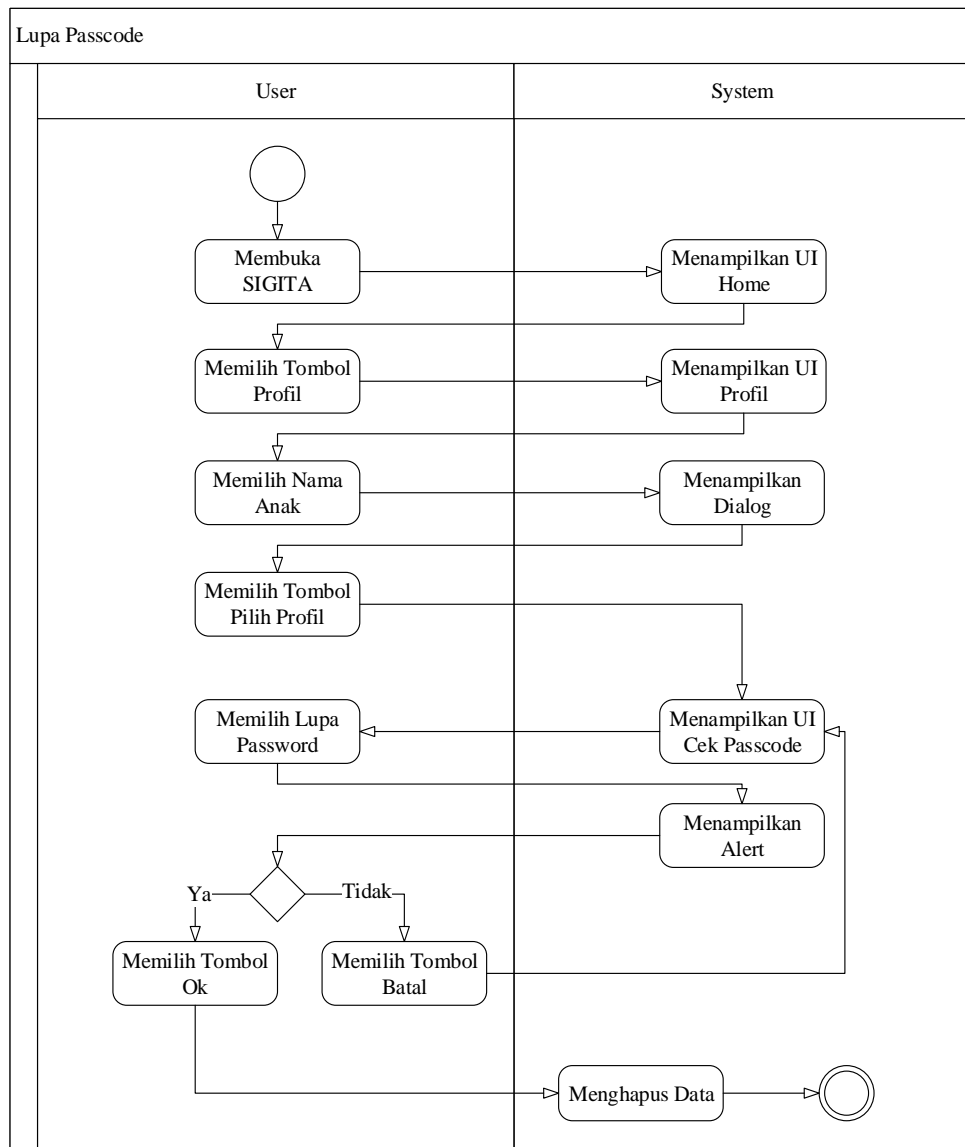 Lupa Passcode
User
System
Membuka
SIGITA
Menampilkan UI
Home
Memilih Tombol
Profil
Menampilkan UI
Profil
Memilih Nama
Anak
Menampilkan
Dialog
Memilih Tombol
Pilih Profil
Memilih Lupa
Password
Menampilkan UI
Cek Passcode
Menampilkan
Alert
Ya
Tidak
Memilih Tombol
Ok
Memilih Tombol
Batal
Menghapus Data